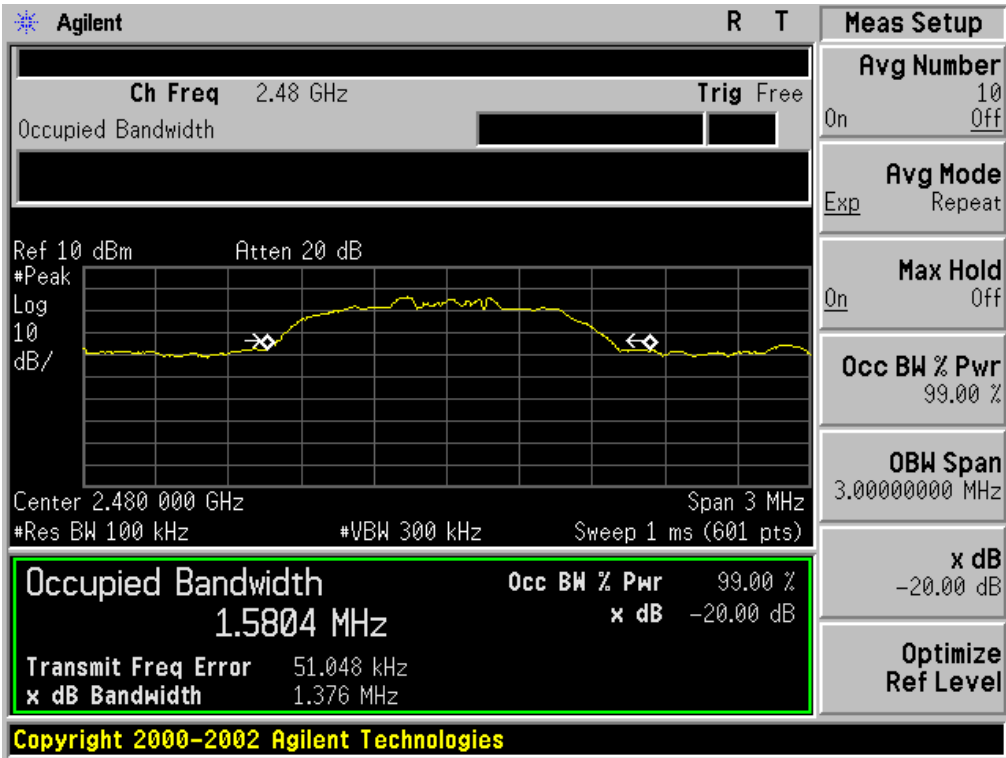 Agilent R T
Ch Freq 2.48 GHz Trig Free
Occupied Bandwidth
Ref 10 dBm Atten 20 dB
#Peak
Log
10
dB/
Center 2.480 000 GHz Span 3 MHz
#Res BW 100 kHz #VBW 300 kHz Sweep 1 ms (601 pts)
Occupied Bandwidth Occ BW % Pwr 99.00 %
1.5804 MHz x dB -20.00 dB
Transmit Freq Error 51.048 kHz
x dB Bandwidth 1.376 MHz
Copyright 2000-2002 Agilent Technologies
Meas Setup
Avg Number
10
On Off
Avg Mode
Exp Repeat
Max Hold
On Off
Occ BW % Pwr
99.00 %
OBW Span
3.00000000 MHz
x dB
-20.00 dB
Optimize
Ref Level